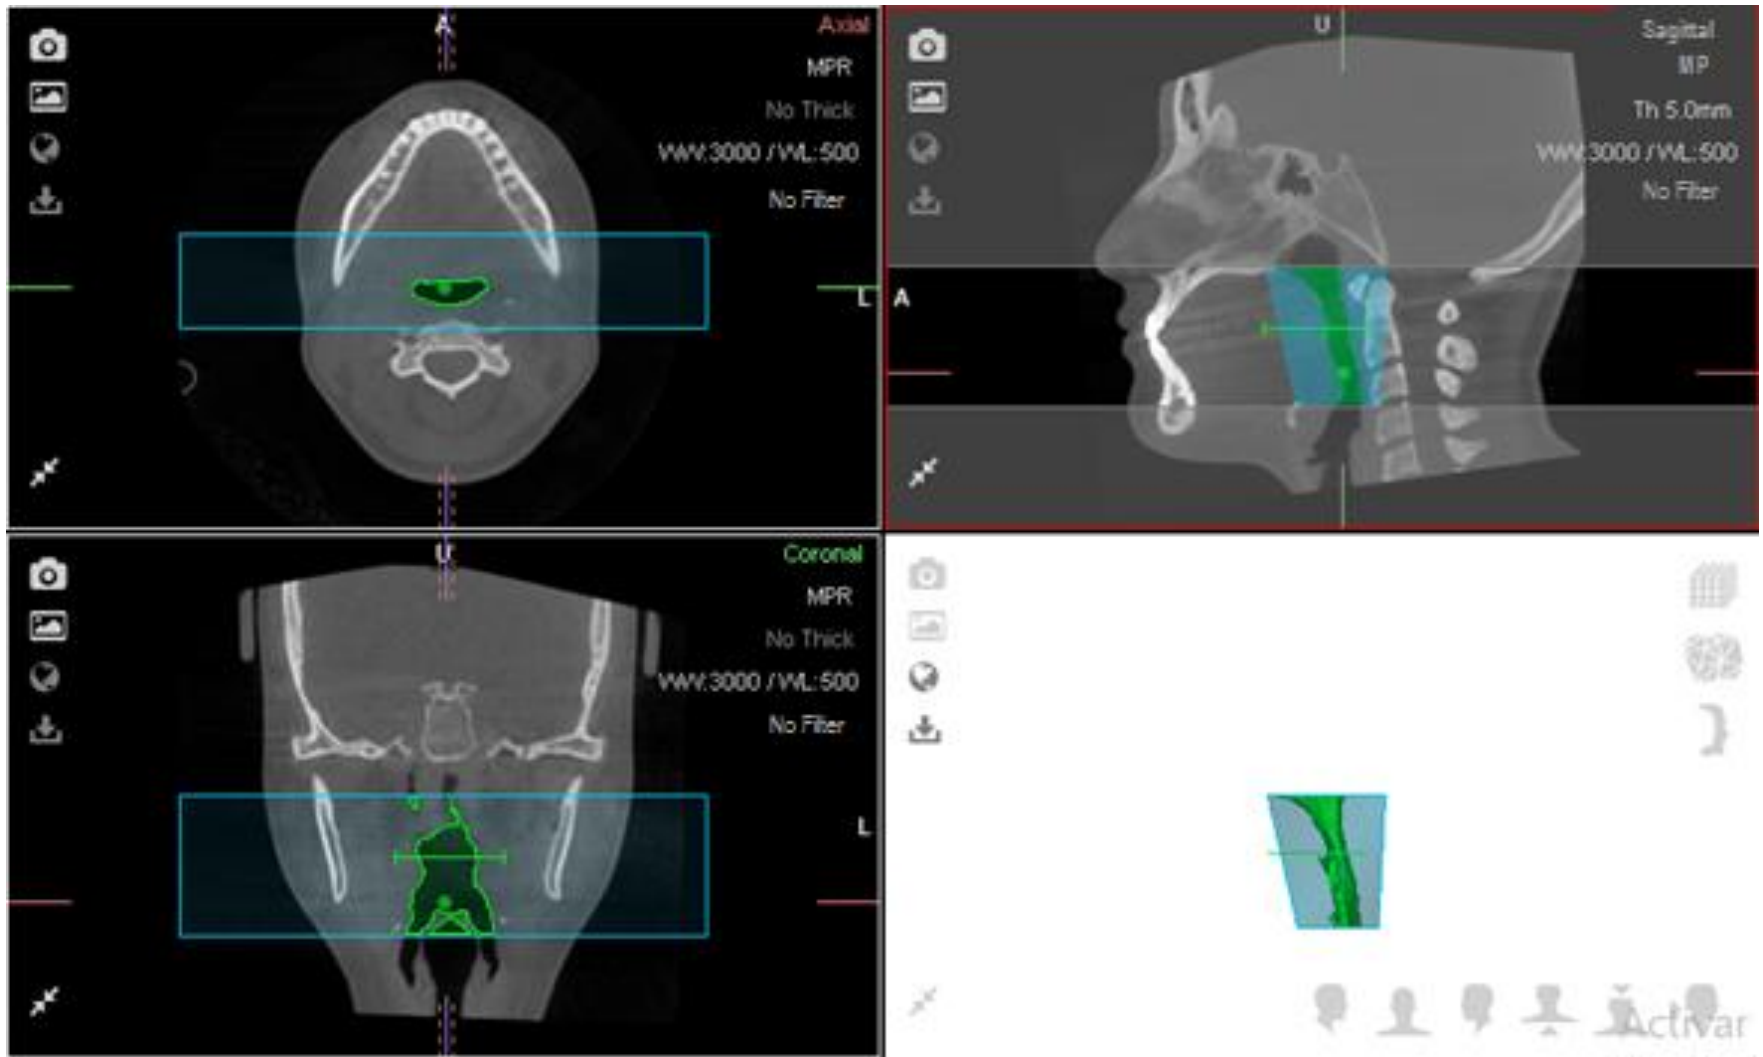 A
Axial
MPR
No Thick
WW:3000 / WL:500
No Filter
L
U
Sagittal
MP
Th 5.0mm
WW:3000 / WL:500
No Filter
A
U
Coronal
MPR
No Thick
WW:3000 / WL:500
No Filter
L
Activar